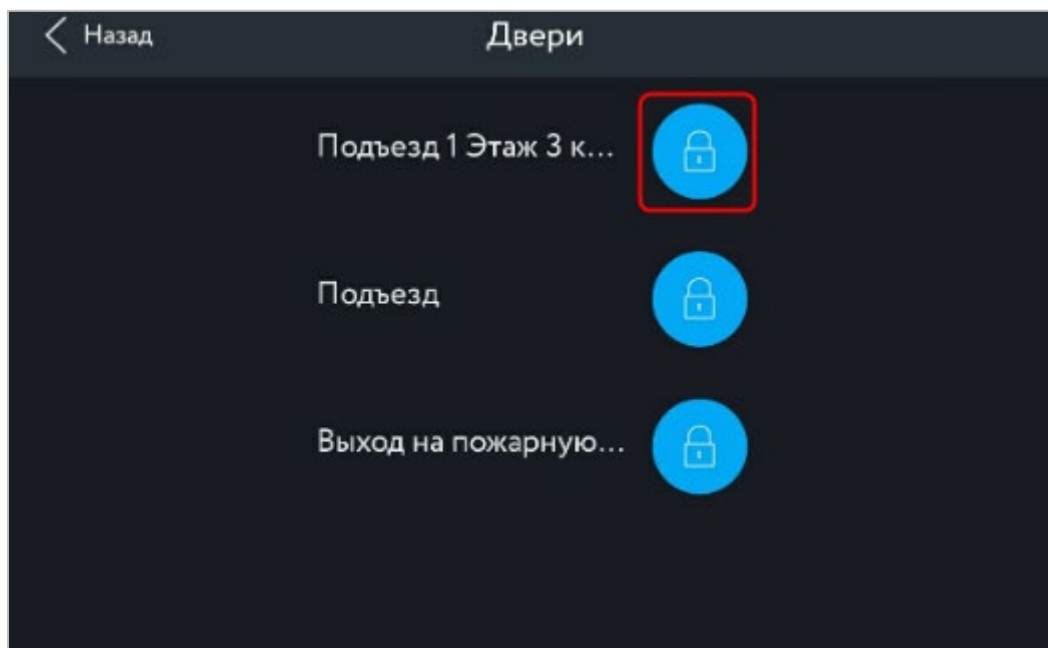 Назад
Двери
Подъезд 1 Этаж 3 к...
Подъезд
Выход на пожарную...